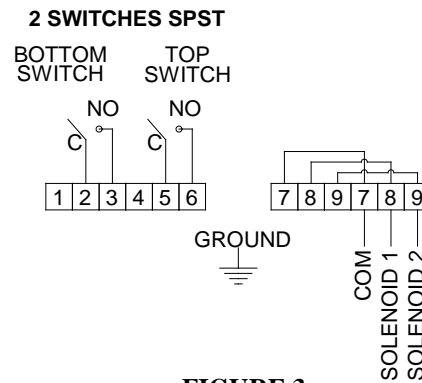 2 SWITCHES SPST
BOTTOM SWITCH
TOP SWITCH
NO
NO
C
C
1 2 3 4 5 6
7 8 9 7 8 9
GROUND
COM
SOLENOID 1
SOLENOID 2
FIGURE 3